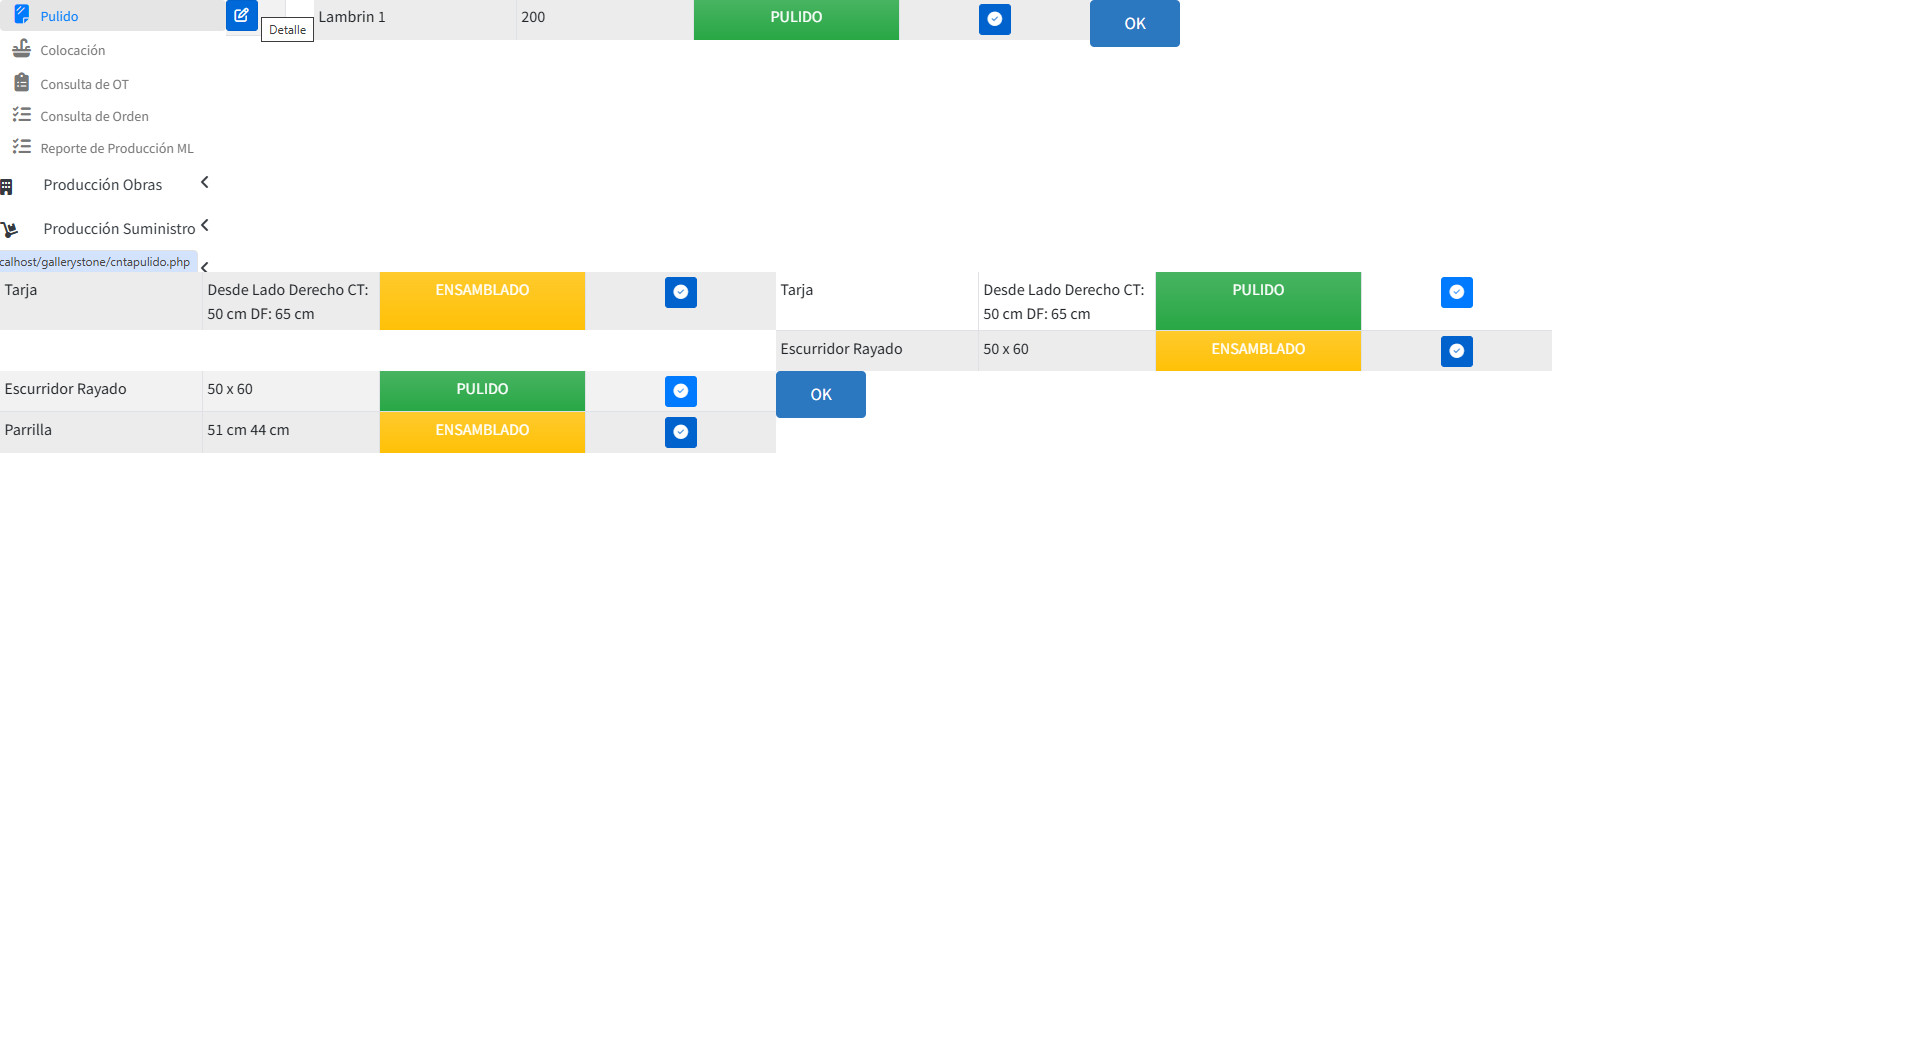 Pulido
Detalle
Lambrin 1 200 PULIDO OK
Colocación
Consulta de OT
Consulta de Orden
Reporte de Producción ML
Producción Obras
Producción Suministro
calhost/gallerystone/cntapulido.php
Tarja Desde Lado Derecho CT: ENSAMBLADO
50 cm DF: 65 cm
Tarja Desde Lado Derecho CT: PULIDO
50 cm DF: 65 cm
Escurridor Rayado 50 x 60 ENSAMBLADO
Escurridor Rayado 50 x 60 PULIDO
OK
Parrilla 51 cm 44 cm ENSAMBLADO